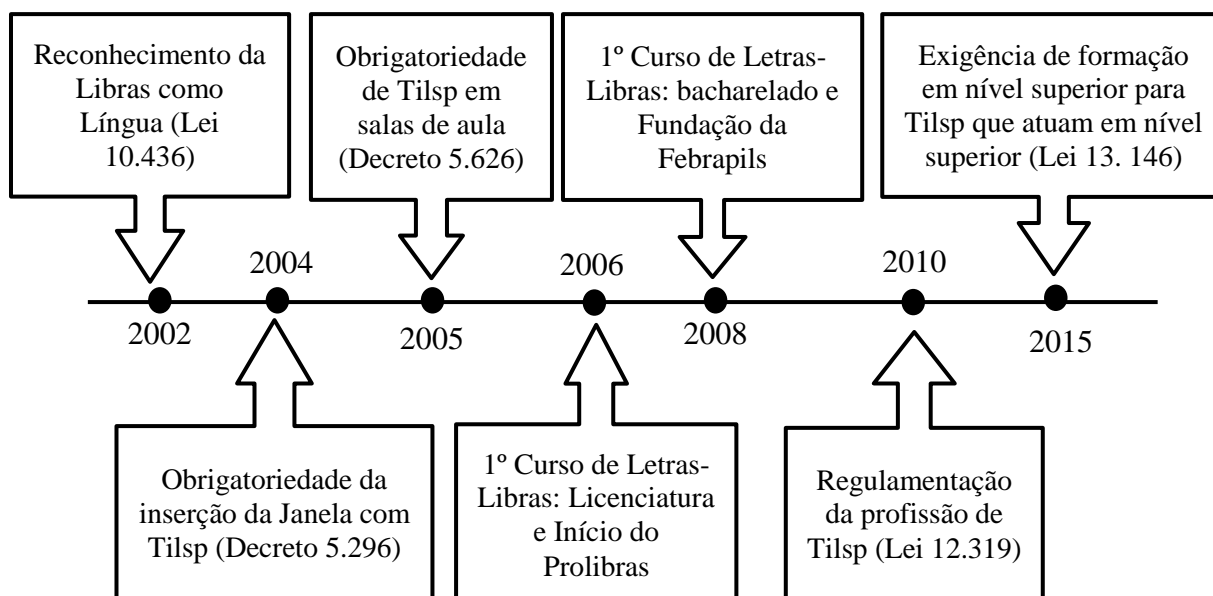 Reconhecimento da
Libras como
Língua (Lei
10.436)
Obrigatoriedade
de Tilsp em
salas de aula
(Decreto 5.626)
1º Curso de Letras-
Libras: bacharelado e
Fundação da
Febrapils
Exigência de formação
em nível superior para
Tilsp que atuam em nível
superior (Lei 13. 146)
2004
2006
2010
2002
2005
2008
2015
Obrigatoriedade da
inserção da Janela com
Tilsp (Decreto 5.296)
1º Curso de Letras-
Libras: Licenciatura
e Início do
Prolibras
Regulamentação
da profissão de
Tilsp (Lei 12.319)